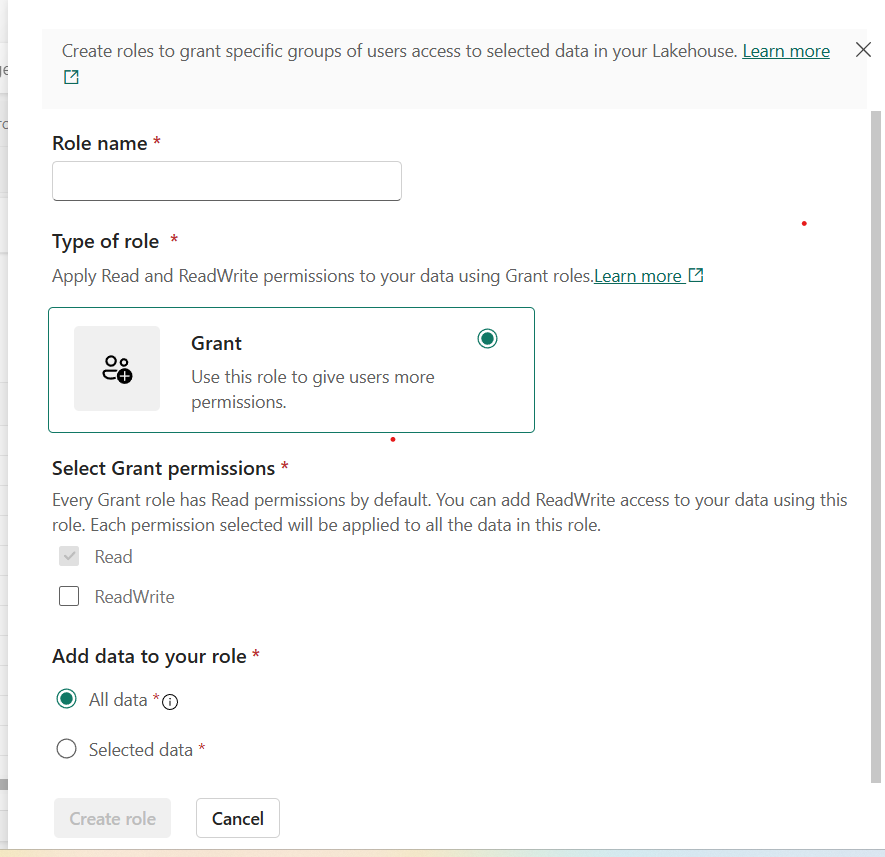 Create roles to grant specific groups of users access to selected data in your Lakehouse. Learn more
Role name *
Type of role *
Apply Read and ReadWrite permissions to your data using Grant roles.Learn more
Grant
Use this role to give users more
permissions.
Select Grant permissions *
Every Grant role has Read permissions by default. You can add ReadWrite access to your data using this
role. Each permission selected will be applied to all the data in this role.
Read
ReadWrite
Add data to your role *
All data *
Selected data *
Create role
Cancel